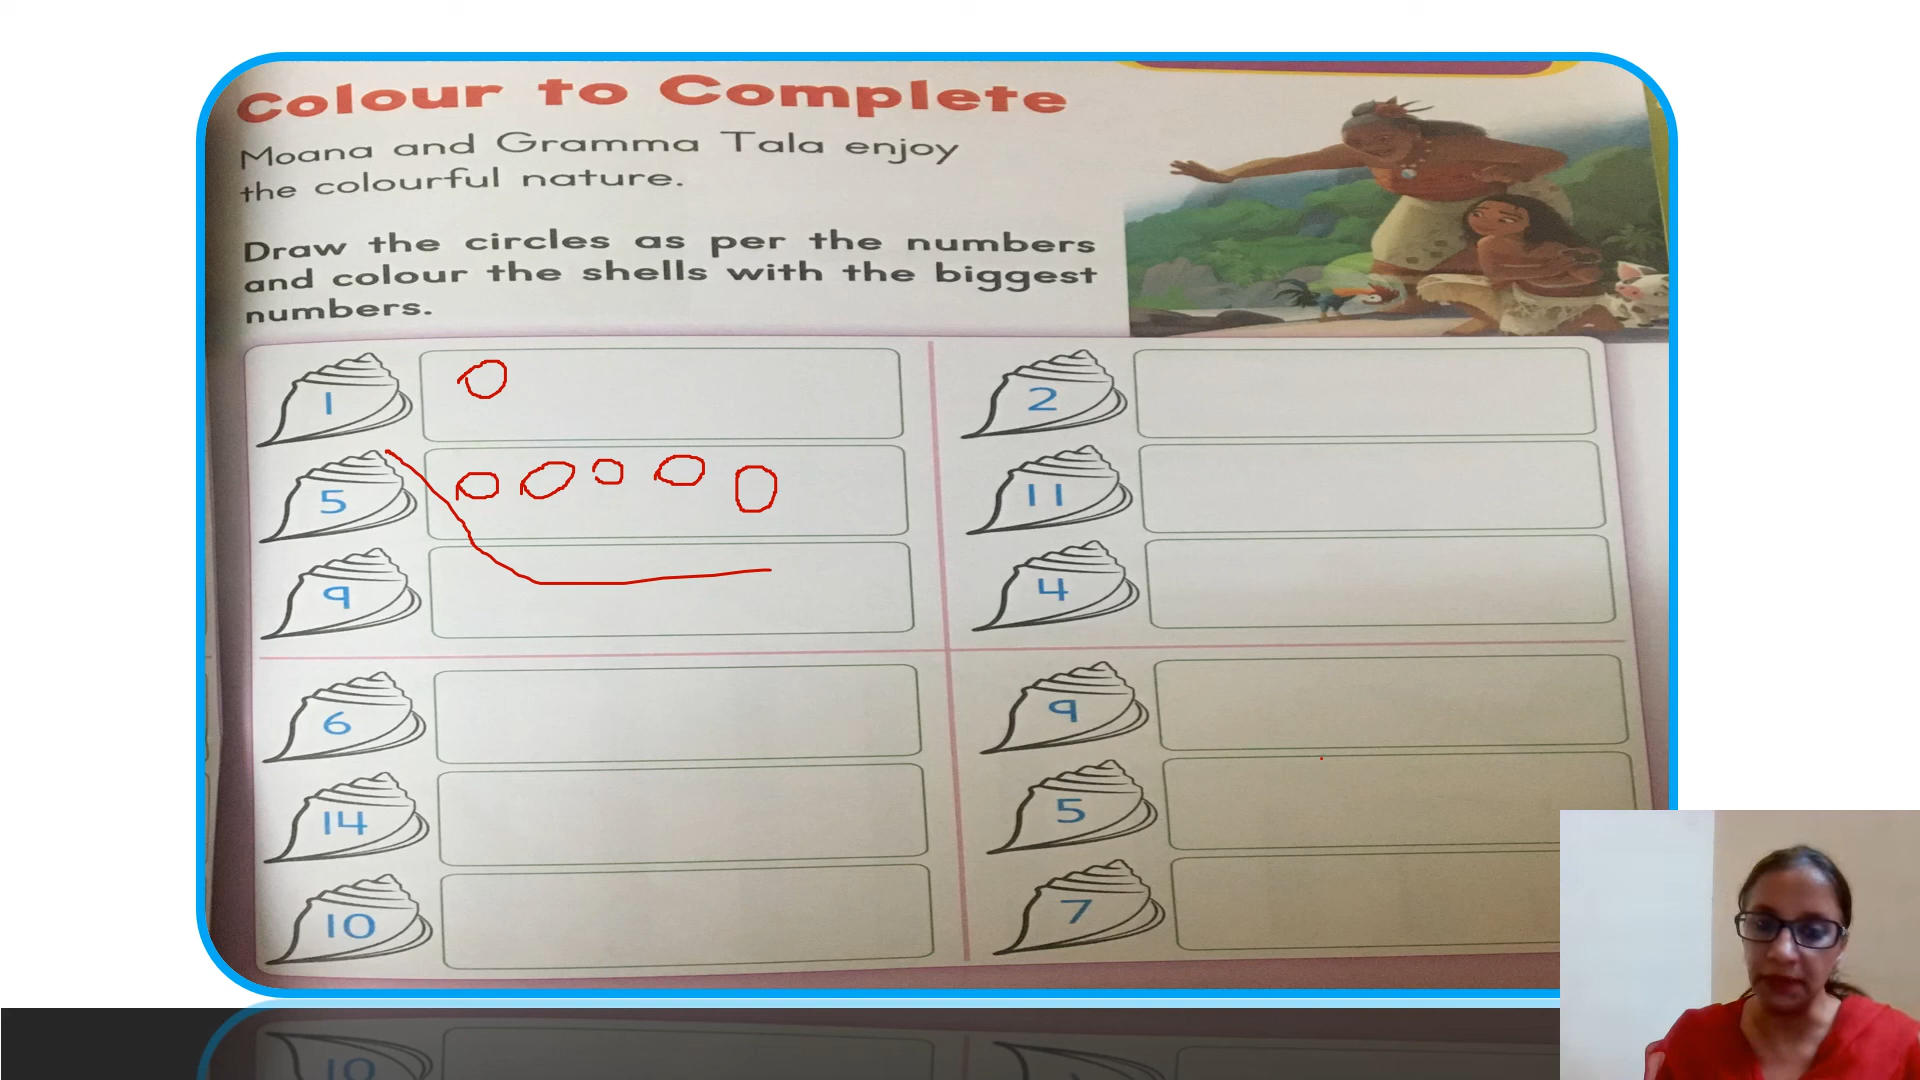 Colour to Complete
Moana and Gramma Tala enjoy
the colourful nature.
Draw the circles as per the numbers
and colour the shells with the biggest
numbers.
1
5
9
2
11
4
6
14
10
9
5
7
10